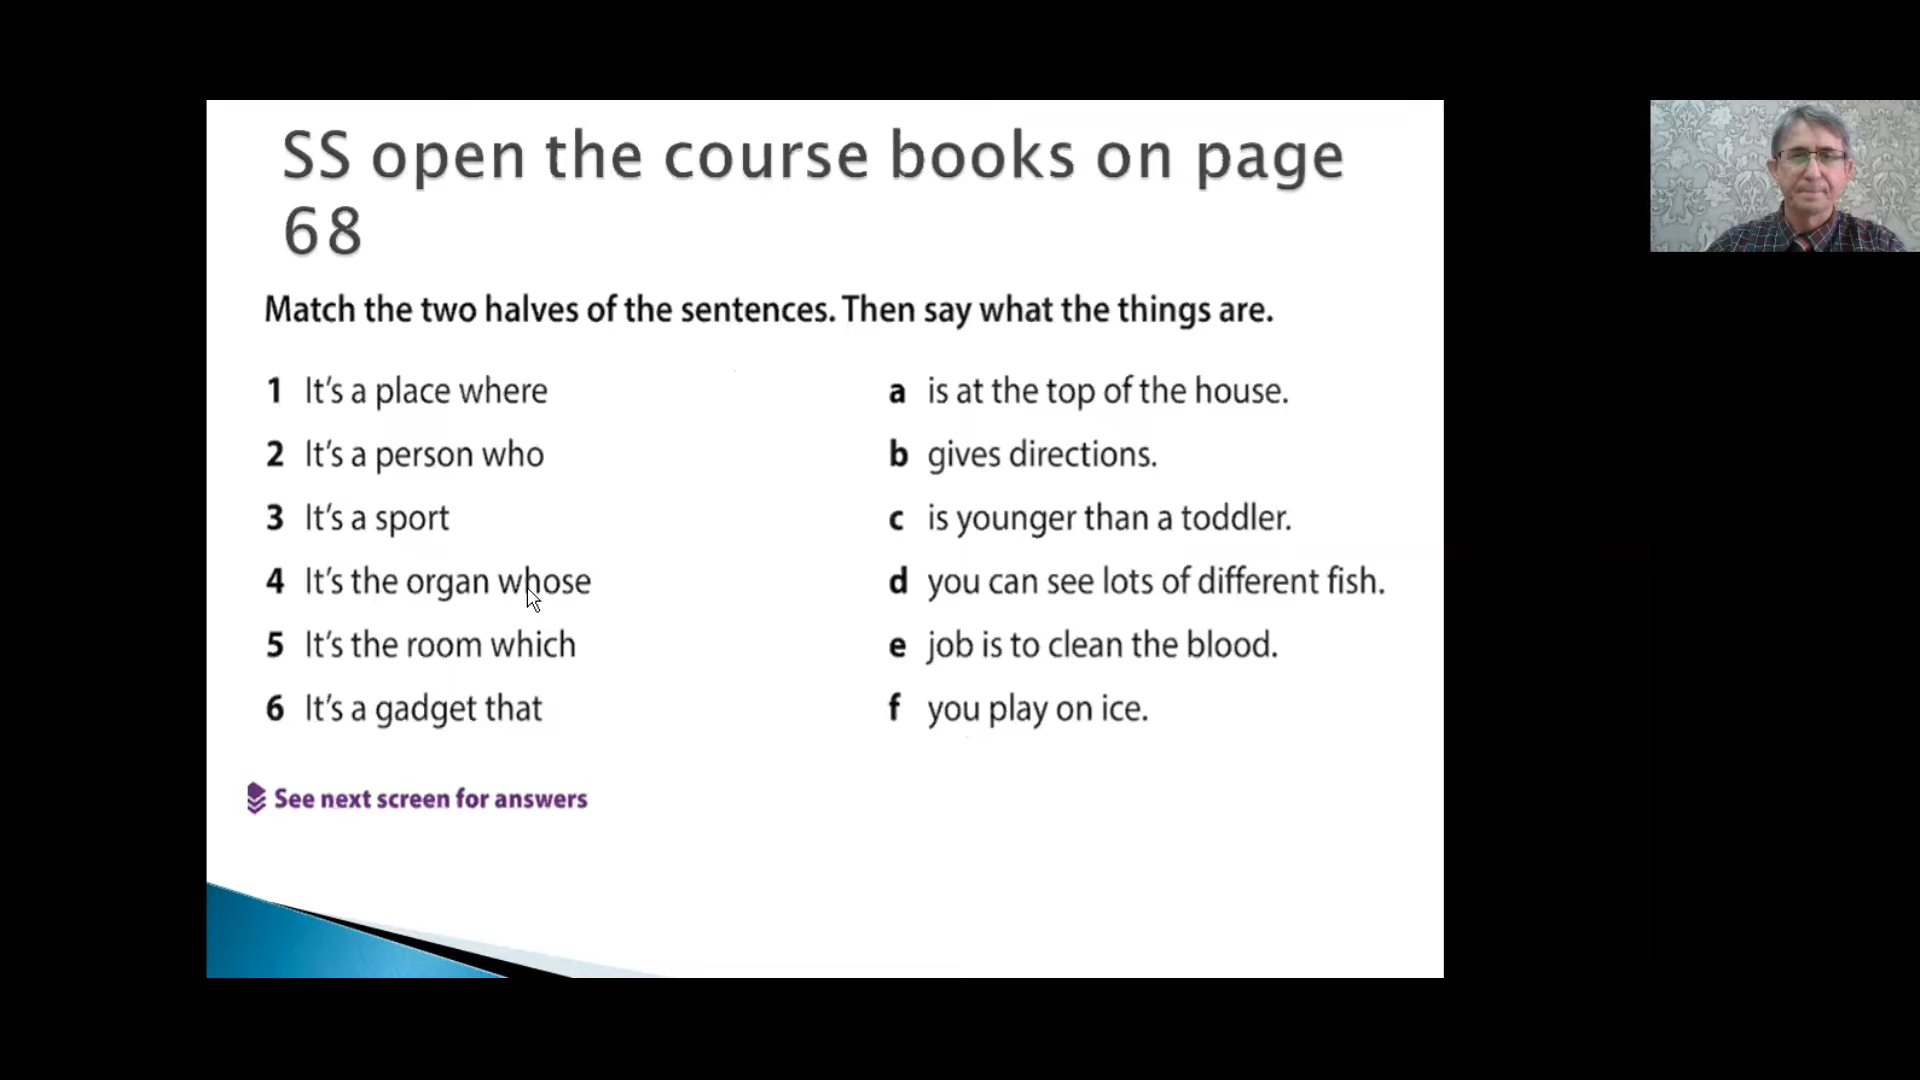 SS open the course books on page
68
Match the two halves of the sentences. Then say what the things are.
1 It's a place where
a is at the top of the house.
2 It's a person who
b gives directions.
3 It's a sport
c is younger than a toddler.
4 It's the organ whose
d you can see lots of different fish.
5 It's the room which
e job is to clean the blood.
6 It's a gadget that
f you play on ice.
See next screen for answers